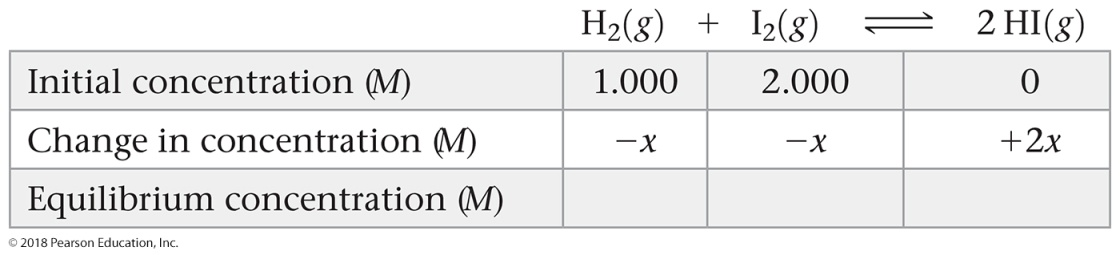 H₂(g) + I₂(g) ⇌ 2 HI(g)
Initial concentration (M) 1.000 2.000 0
Change in concentration (M) −x −x +2x
Equilibrium concentration (M)
© 2018 Pearson Education, Inc.